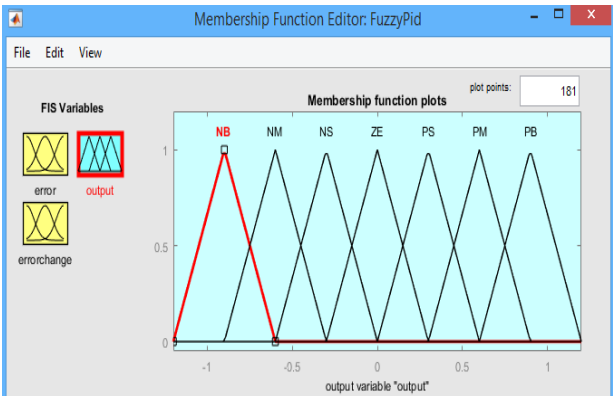 Membership Function Editor: FuzzyPid
File Edit View
FIS Variables
plot points: 181
Membership function plots
error output
errorchange
NB NM NS ZE PS PM PB
1
0.5
0
-1 -0.5 0 0.5 1
output variable "output"